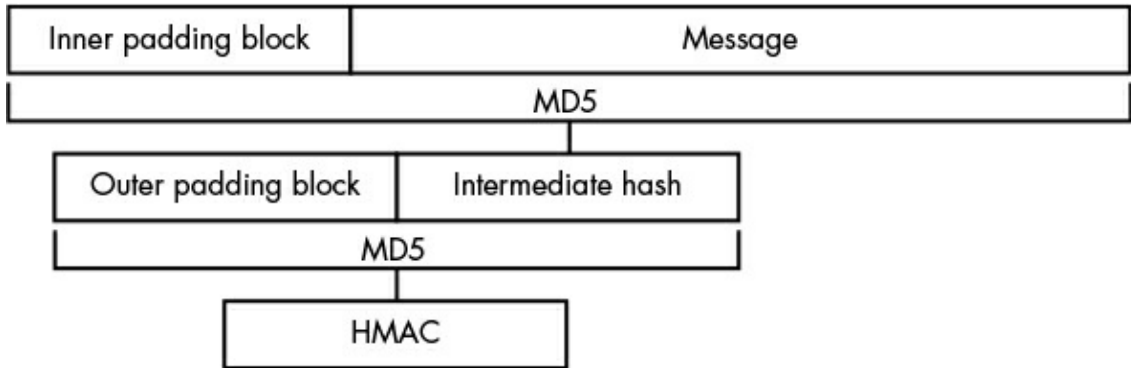 Inner padding block Message
MD5
Outer padding block Intermediate hash
MD5
HMAC